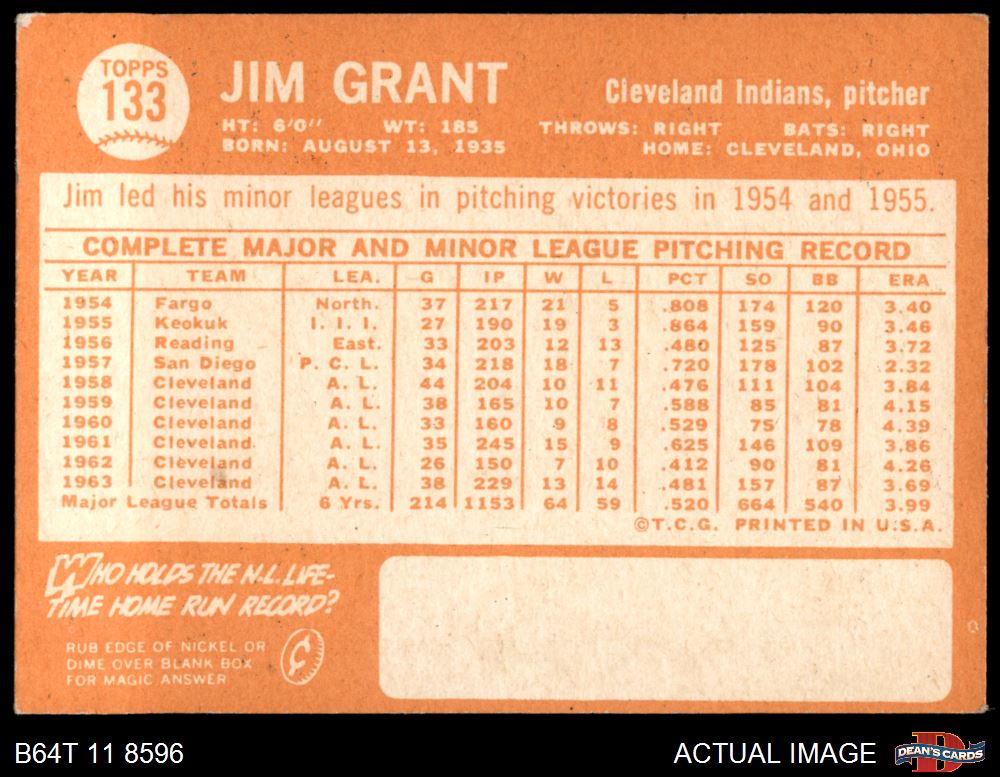 TOPPS
133
JIM GRANT
Cleveland Indians, pitcher
HT: 6'0" WT: 185 THROWS: RIGHT BATS: RIGHT
BORN: AUGUST 13, 1935 HOME: CLEVELAND, OHIO
Jim led his minor leagues in pitching victories in 1954 and 1955.
COMPLETE MAJOR AND MINOR LEAGUE PITCHING RECORD
YEAR TEAM LEA. G IP W L PCT SO BB ERA
1954 Fargo North. 37 217 21 5 .808 174 120 3.40
1955 Keokuk I. I. I. 27 190 19 3 .864 159 90 3.46
1956 Reading East. 33 203 12 13 .480 125 87 3.72
1957 San Diego P. C. L. 34 218 18 7 .720 178 102 2.32
1958 Cleveland A. L. 44 204 10 11 .476 111 104 3.84
1959 Cleveland A. L. 38 165 10 7 .588 85 81 4.15
1960 Cleveland A. L. 33 160 9 8 .529 75 78 4.39
1961 Cleveland A. L. 35 245 15 9 .625 146 109 3.86
1962 Cleveland A. L. 26 150 7 10 .412 90 81 4.26
1963 Cleveland A. L. 38 229 13 14 .481 157 87 3.69
Major League Totals 6 Yrs. 214 1153 64 59 .520 664 540 3.99
©T.C.G. PRINTED IN U.S.A.
WHO HOLDS THE N.L. LIFE-
TIME HOME RUN RECORD?
RUB EDGE OF NICKEL OR
DIME OVER BLANK BOX
FOR MAGIC ANSWER
¢
B64T 11 8596
ACTUAL IMAGE
DEAN'S CARDS